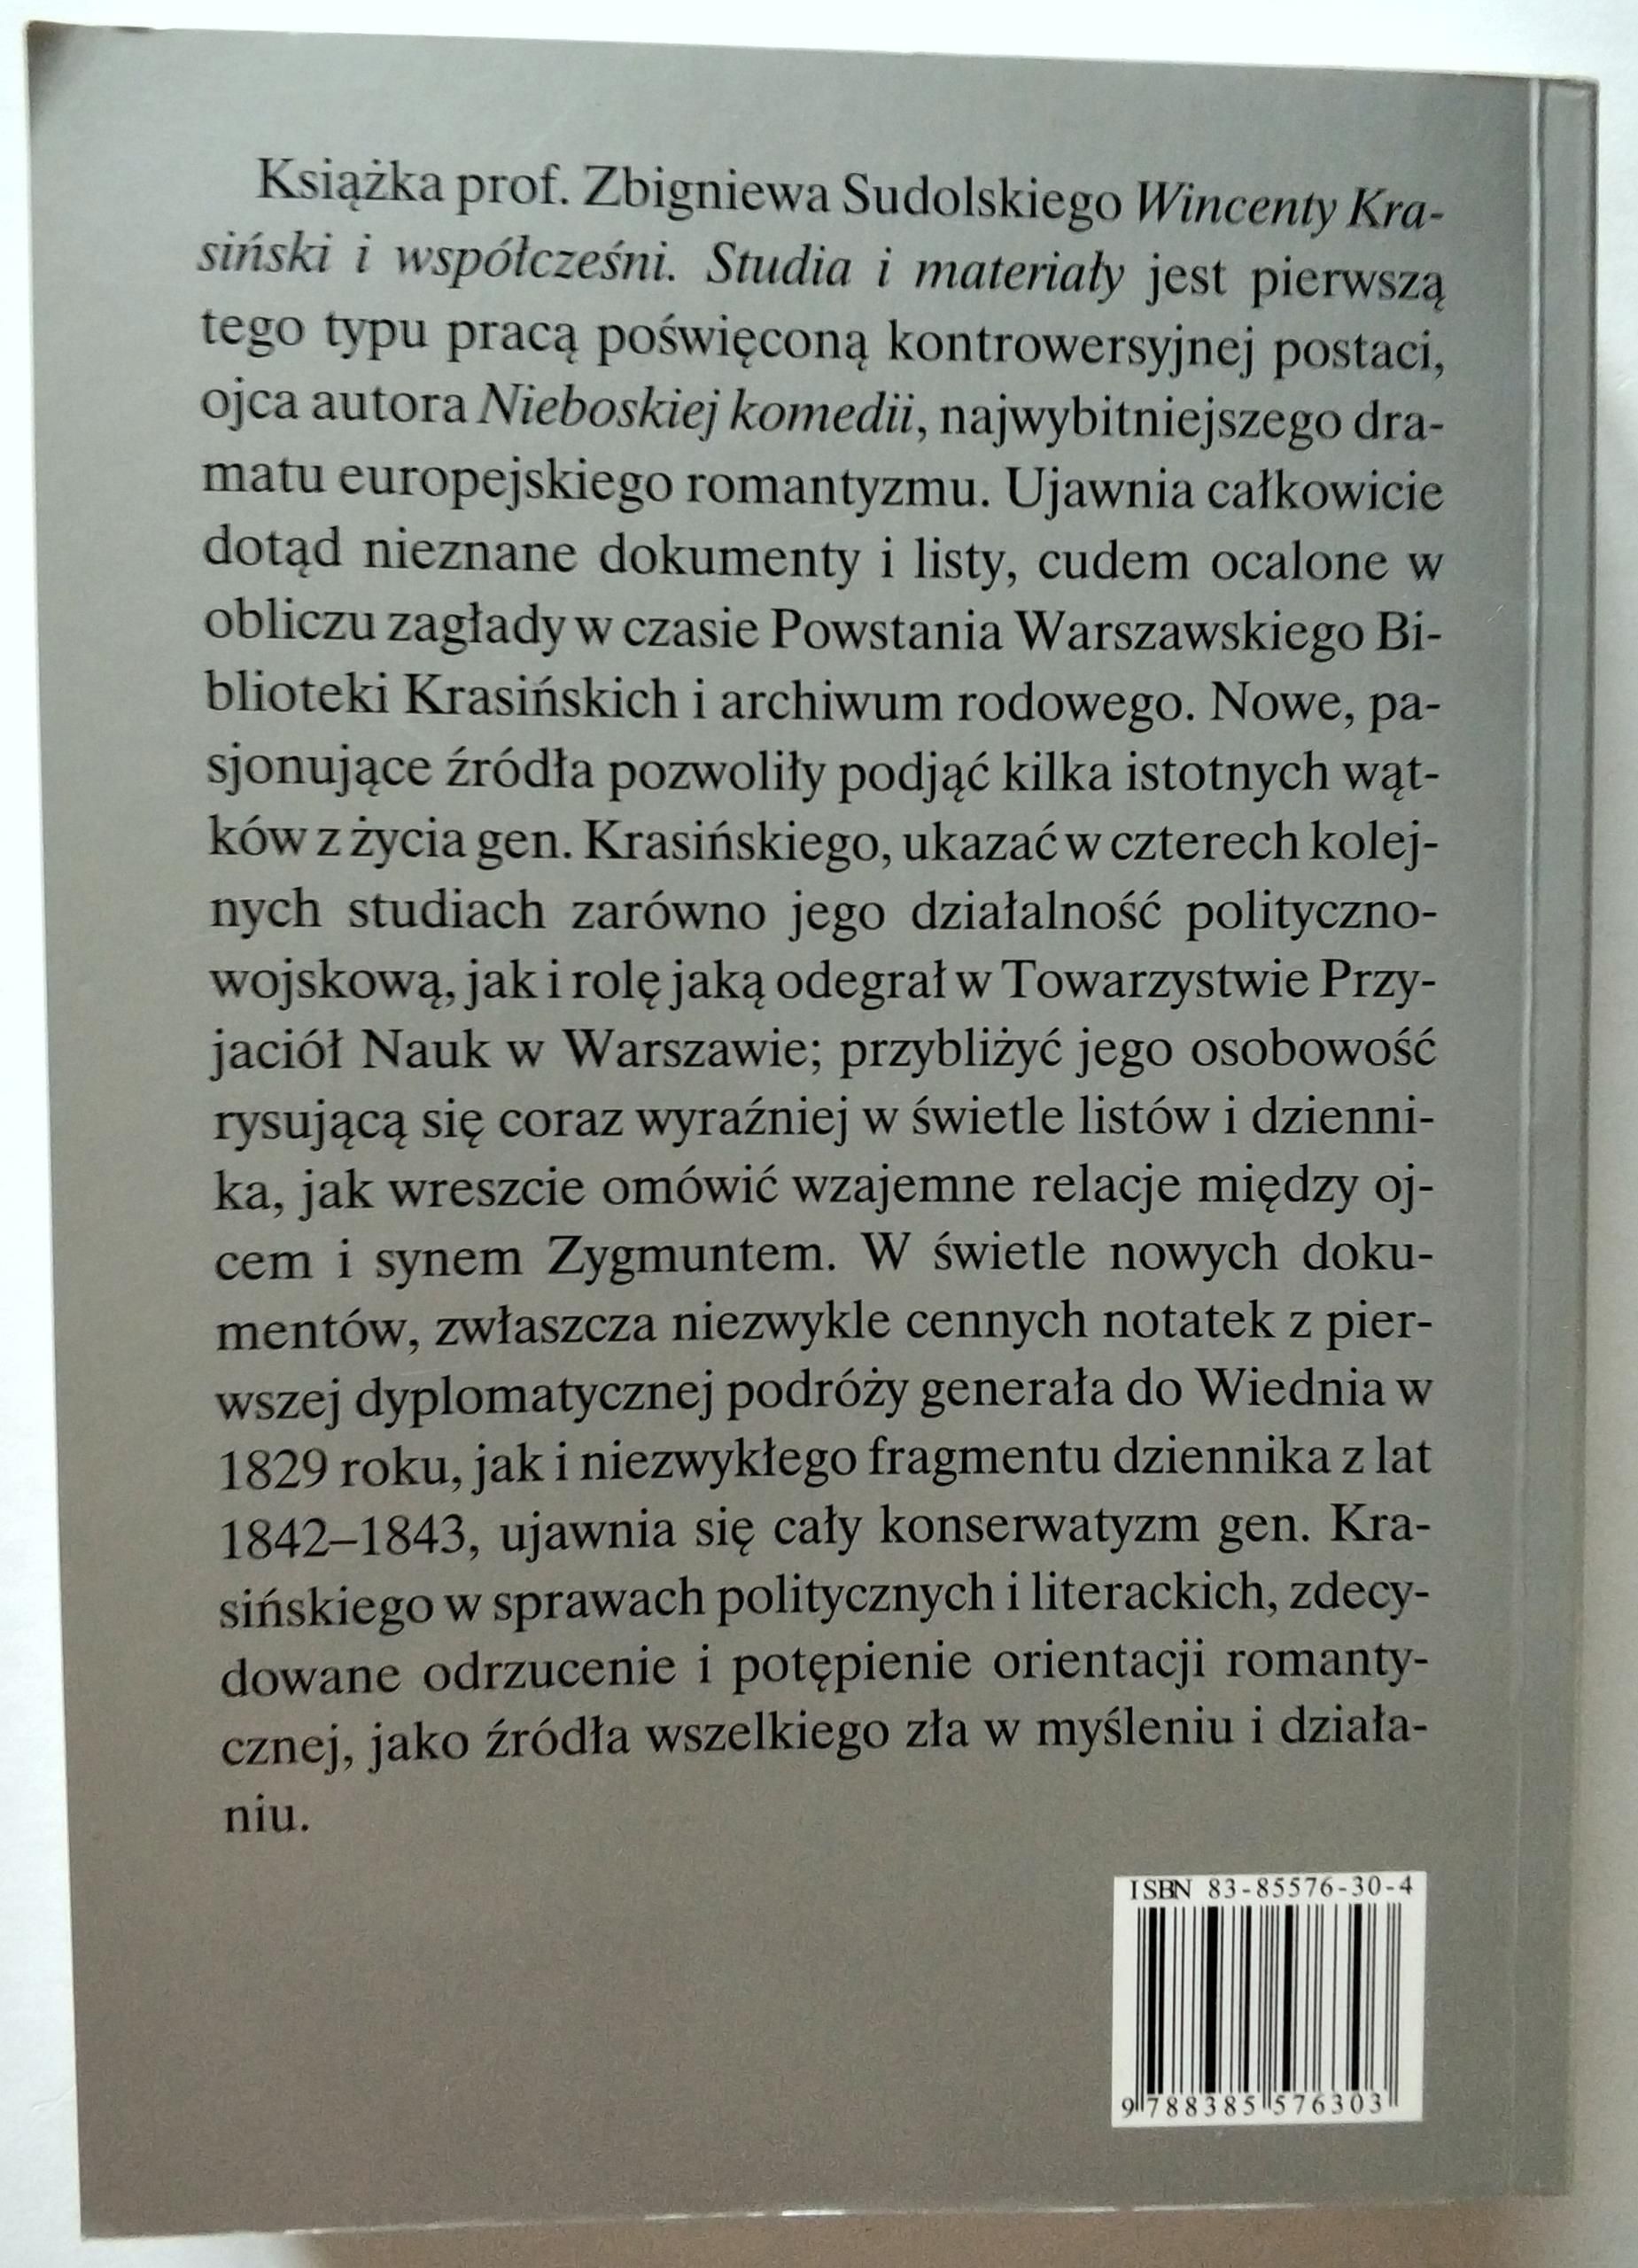 Książka prof. Zbigniewa Sudolskiego Wincenty Kra-
siński i współcześni. Studia i materiały jest pierwszą
tego typu pracą poświęconą kontrowersyjnej postaci,
ojca autora Nieboskiej komedii, najwybitniejszego dra-
matu europejskiego romantyzmu. Ujawnia całkowicie
dotąd nieznane dokumenty i listy, cudem ocalone w
obliczu zagłady w czasie Powstania Warszawskiego Bi-
blioteki Krasińskich i archiwum rodowego. Nowe, pa-
sjonujące źródła pozwoliły podjąć kilka istotnych wąt-
ków z życia gen. Krasińskiego, ukazać w czterech kolej-
nych studiach zarówno jego działalność polityczno-
wojskową, jak i rolę jaką odegrał w Towarzystwie Przy-
jaciół Nauk w Warszawie; przybliżyć jego osobowość
rysującą się coraz wyraźniej w świetle listów i dzienni-
ka, jak wreszcie omówić wzajemne relacje między oj-
cem i synem Zygmuntem. W świetle nowych doku-
mentów, zwłaszcza niezwykle cennych notatek z pier-
wszej dyplomatycznej podróży generała do Wiednia w
1829 roku, jak i niezwykłego fragmentu dziennika z lat
1842–1843, ujawnia się cały konserwatyzm gen. Kra-
sińskiego w sprawach politycznych i literackich, zdecy-
dowane odrzucenie i potępienie orientacji romanty-
cznej, jako źródła wszelkiego zła w myśleniu i działa-
niu.
ISBN 83-85576-30-4
9 788385 576303